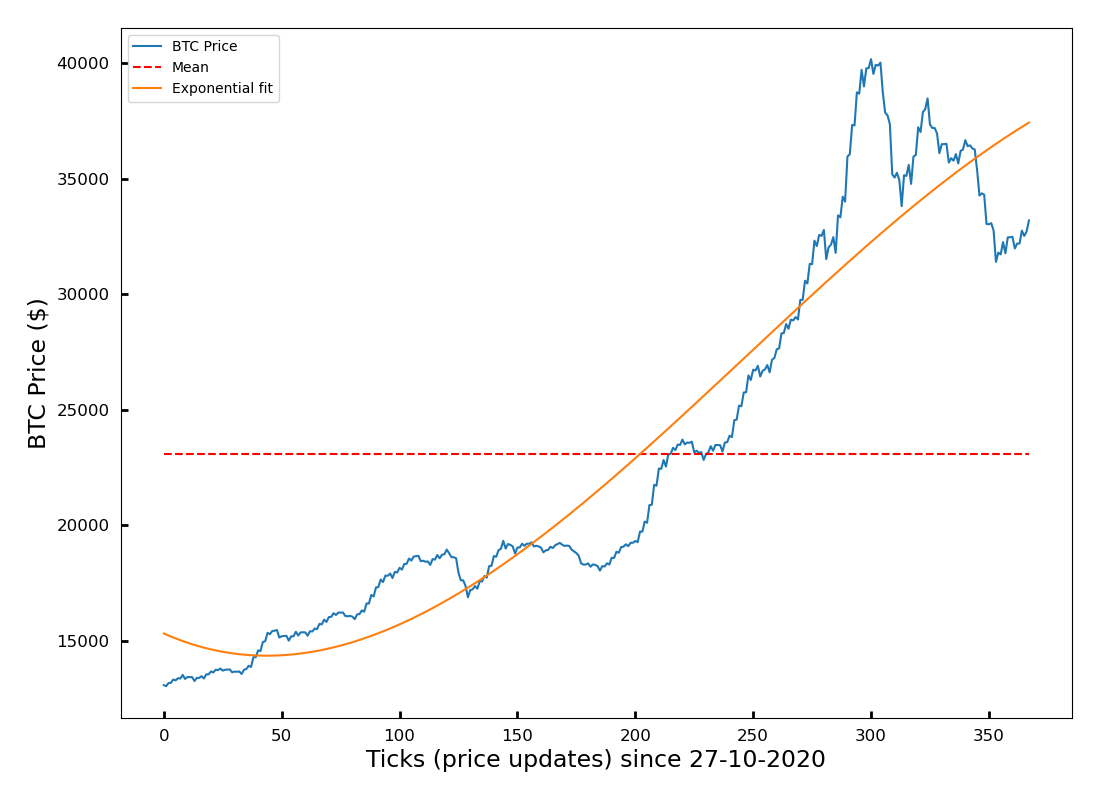 BTC Price
Mean
Exponential fit
40000
35000
30000
25000
20000
15000
BTC Price ($)
0 50 100 150 200 250 300 350
Ticks (price updates) since 27-10-2020